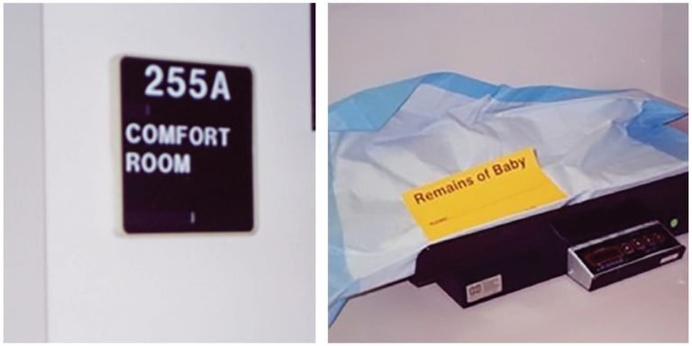 255A
COMFORT
ROOM
Remains of Baby